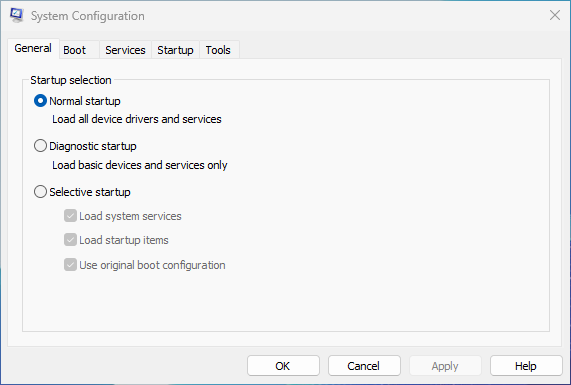 System Configuration
General Boot Services Startup Tools
Startup selection
Normal startup
Load all device drivers and services
Diagnostic startup
Load basic devices and services only
Selective startup
Load system services
Load startup items
Use original boot configuration
OK Cancel Apply Help